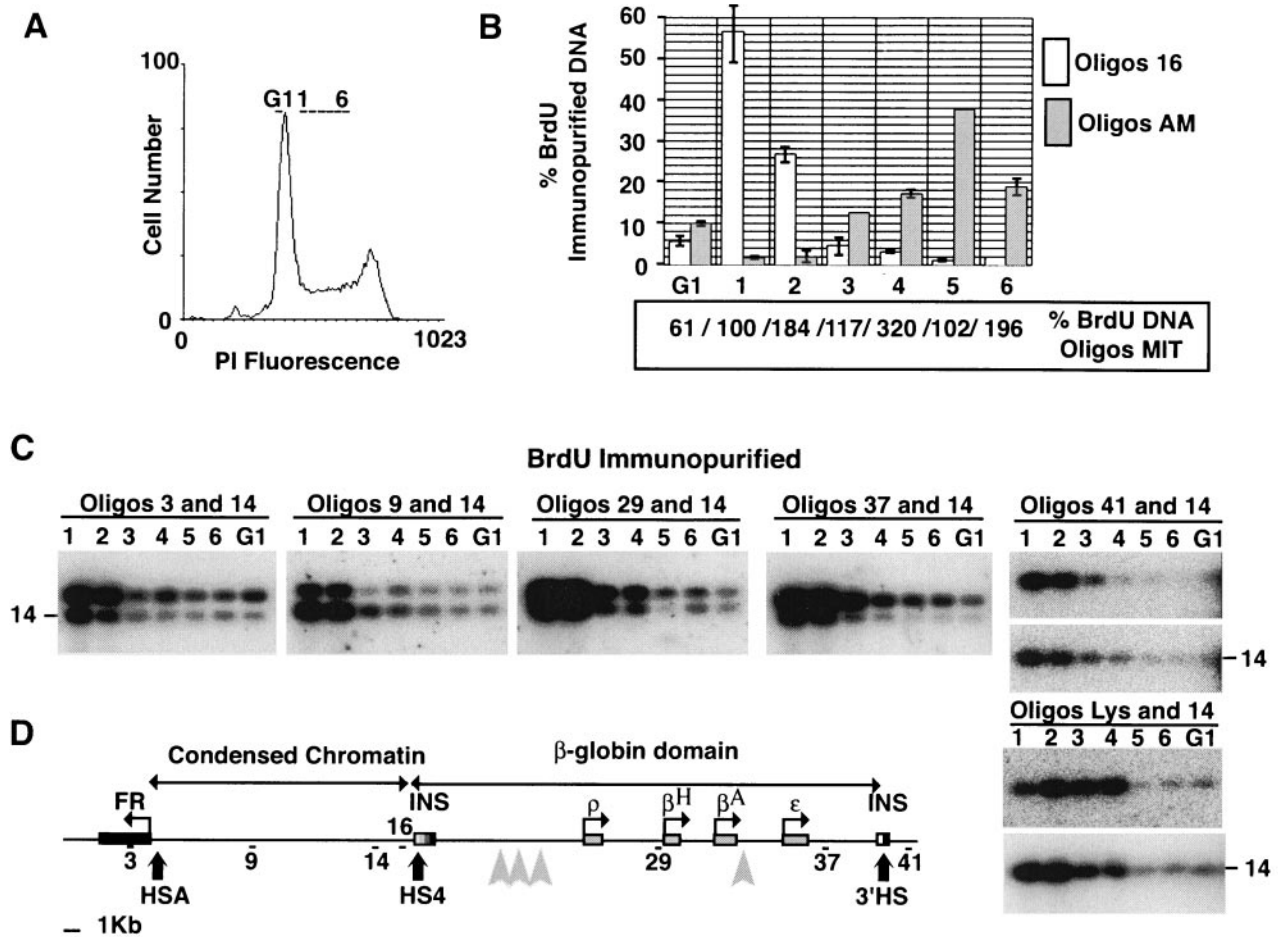 A
100
G11 6
Cell Number
0
0 1023
PI Fluorescence
B
% BrdU
Immunopurified DNA
60
50
40
30
20
10
0
G1 1 2 3 4 5 6
Oligos 16
Oligos AM
61 / 100 /184 /117/ 320 /102/ 196
% BrdU DNA
Oligos MIT
C
BrdU Immunopurified
Oligos 3 and 14
1 2 3 4 5 6 G1
Oligos 9 and 14
1 2 3 4 5 6 G1
Oligos 29 and 14
1 2 3 4 5 6 G1
Oligos 37 and 14
1 2 3 4 5 6 G1
14
Oligos 41 and 14
1 2 3 4 5 6 G1
14
Oligos Lys and 14
1 2 3 4 5 6 G1
14
D
Condensed Chromatin
β-globin domain
FR
INS
ρ
βH
βA
ε
INS
16
3
9
14
29
37
41
HSA
HS4
3'HS
1Kb